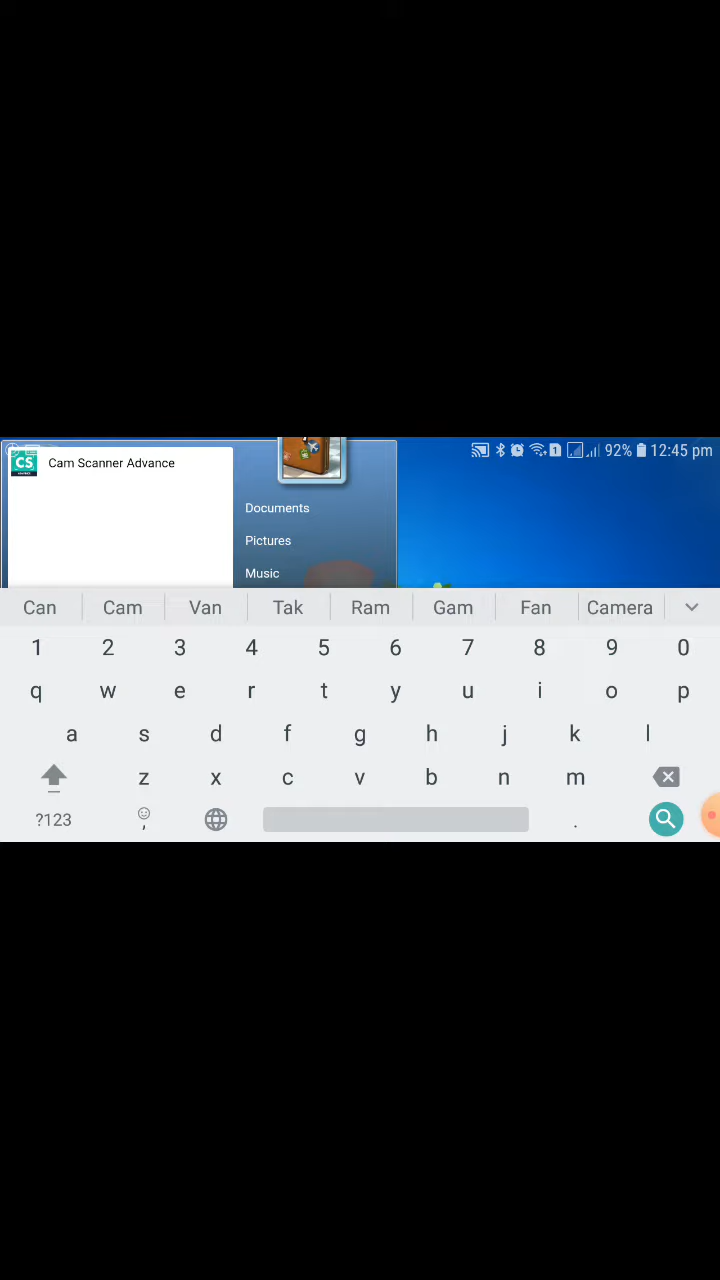 CS
Cam Scanner Advance
1
92%
12:45 pm
Documents
Pictures
Music
Can Cam Van Tak Ram Gam Fan Camera
1 2 3 4 5 6 7 8 9 0
q w e r t y u i o p
a s d f g h j k l
z x c v b n m
?123 , .